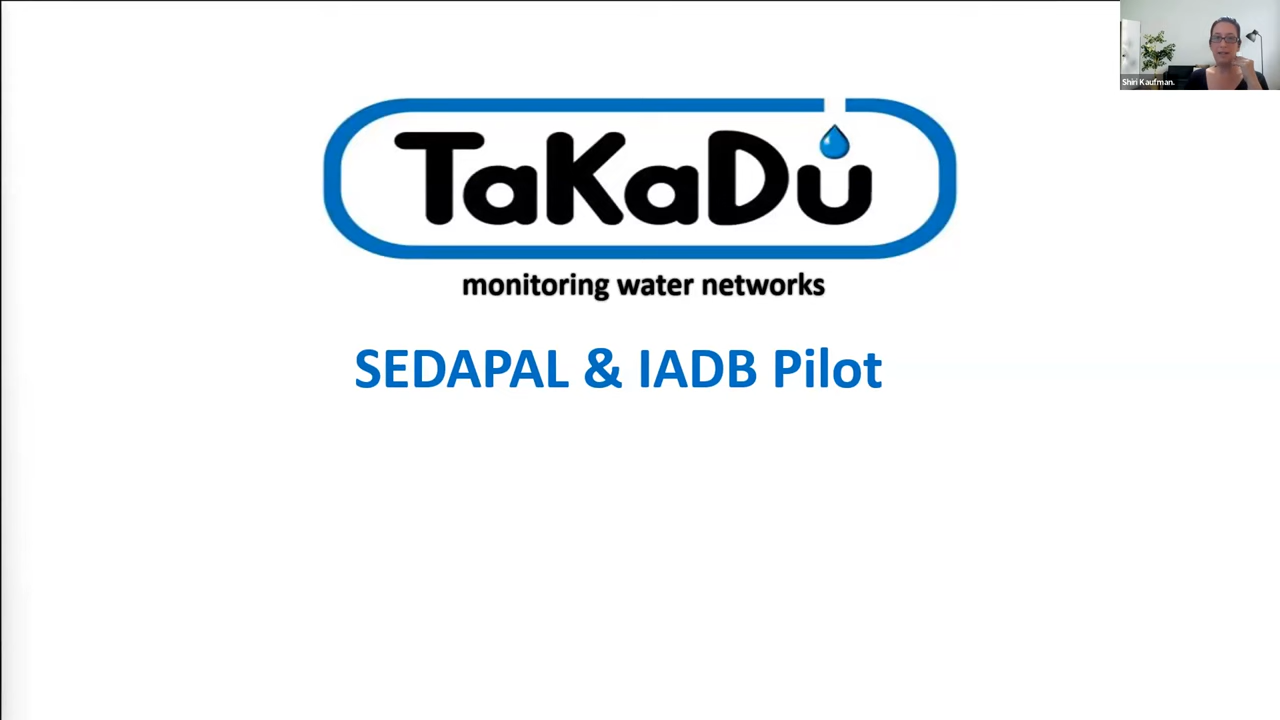 Shiri Kaufman.
TaKaDu
monitoring water networks
SEDAPAL & IADB Pilot